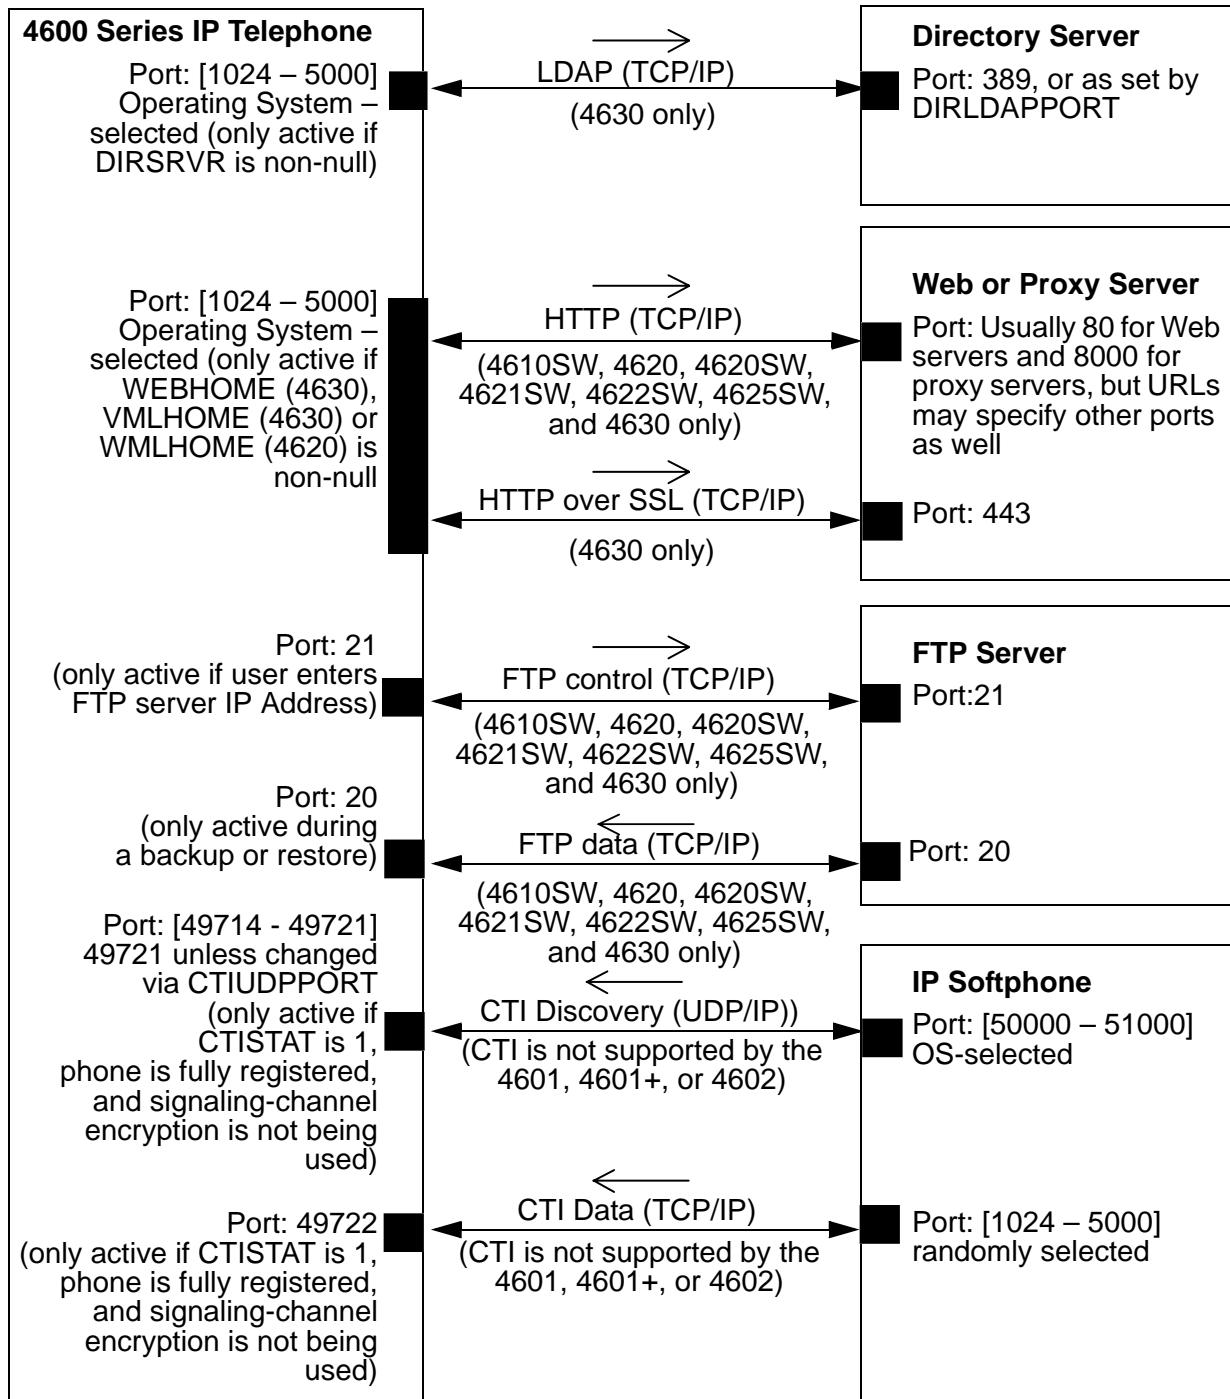 4600 Series IP Telephone
Port: [1024 – 5000]
Operating System –
selected (only active if
DIRSRVR is non-null)
LDAP (TCP/IP)
(4630 only)
Directory Server
Port: 389, or as set by
DIRLDAPPORT
Port: [1024 – 5000]
Operating System –
selected (only active if
WEBHOME (4630),
VMLHOME (4630) or
WMLHOME (4620) is
non-null
HTTP (TCP/IP)
(4610SW, 4620, 4620SW,
4621SW, 4622SW, 4625SW,
and 4630 only)
HTTP over SSL (TCP/IP)
(4630 only)
Web or Proxy Server
Port: Usually 80 for Web
servers and 8000 for
proxy servers, but URLs
may specify other ports
as well
Port: 443
Port: 21
(only active if user enters
FTP server IP Address)
FTP control (TCP/IP)
(4610SW, 4620, 4620SW,
4621SW, 4622SW, 4625SW,
and 4630 only)
FTP Server
Port:21
Port: 20
(only active during
a backup or restore)
FTP data (TCP/IP)
(4610SW, 4620, 4620SW,
4621SW, 4622SW, 4625SW,
and 4630 only)
Port: 20
Port: [49714 - 49721]
49721 unless changed
via CTIUDPPORT
(only active if
CTISTAT is 1,
phone is fully registered,
and signaling-channel
encryption is not being
used)
CTI Discovery (UDP/IP))
(CTI is not supported by the
4601, 4601+, or 4602)
IP Softphone
Port: [50000 – 51000]
OS-selected
Port: 49722
(only active if CTISTAT is 1,
phone is fully registered,
and signaling-channel
encryption is not being
used)
CTI Data (TCP/IP)
(CTI is not supported by the
4601, 4601+, or 4602)
Port: [1024 – 5000]
randomly selected